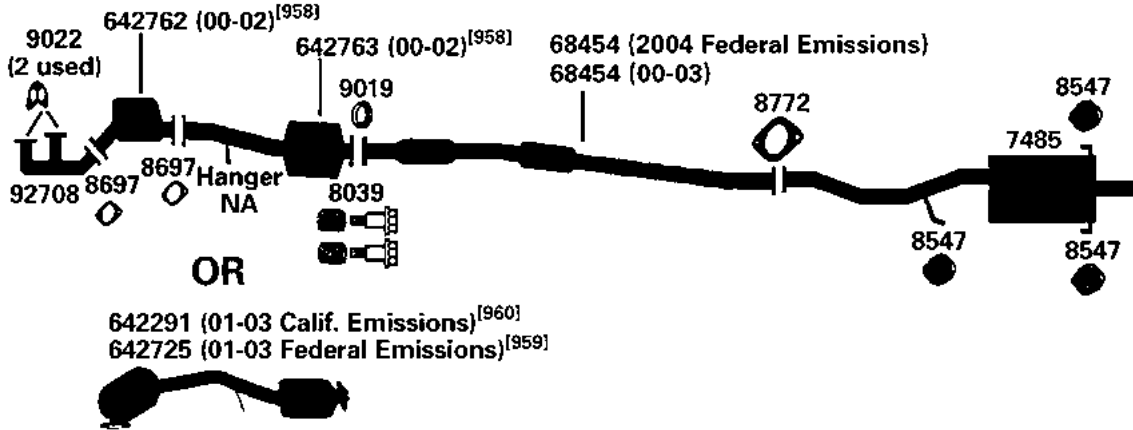 642762 (00-02)[958]
9022
(2 used)
642763 (00-02)[958]
68454 (2004 Federal Emissions)
68454 (00-03)
9019
8772
8547
7485
92708
8697
8697
Hanger
NA
8039
8547
8547
OR
642291 (01-03 Calif. Emissions)[960]
642725 (01-03 Federal Emissions)[959]